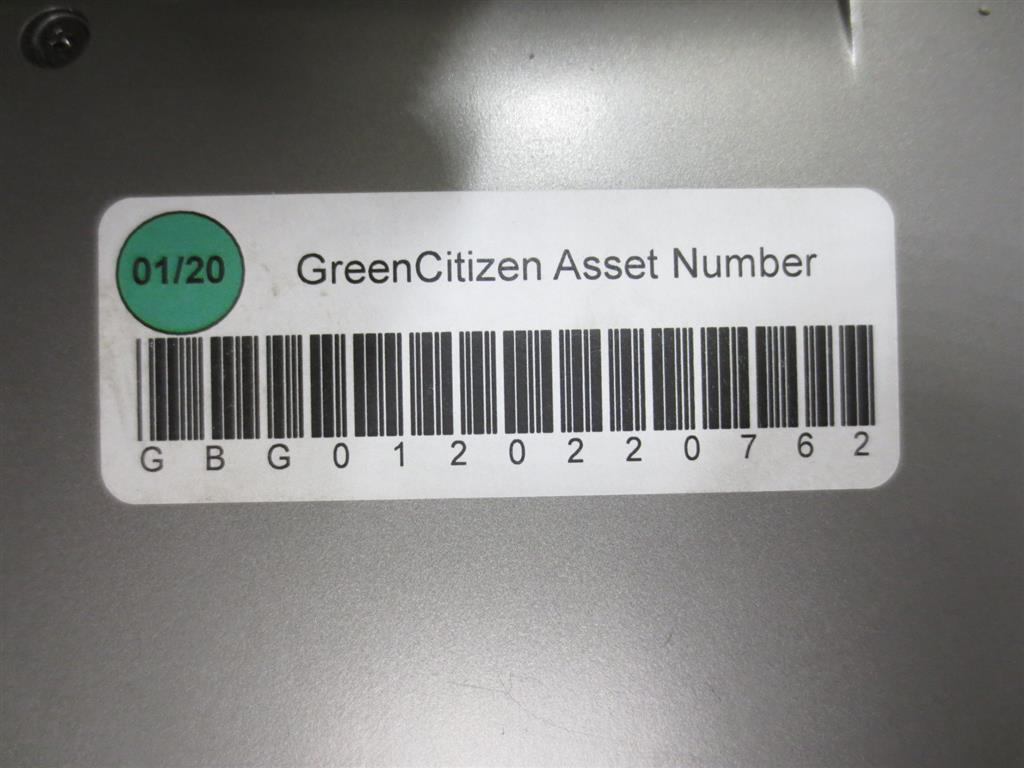 01/20
GreenCitizen Asset Number
G B G 0 1 2 0 2 2 0 7 6 2